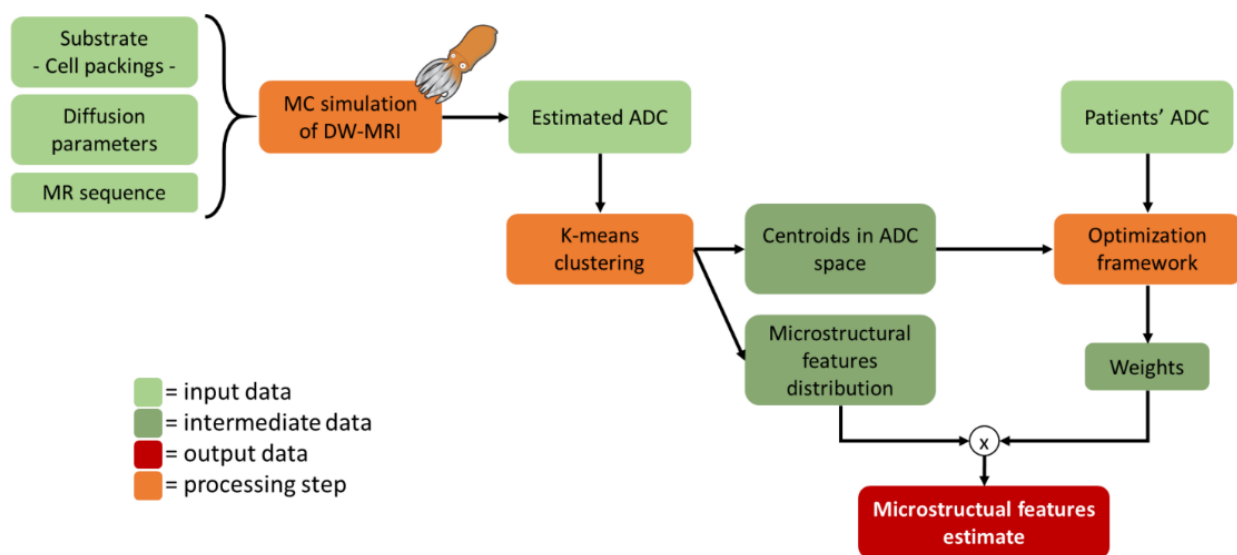 Substrate
- Cell packings -
Diffusion
parameters
MR sequence
MC simulation
of DW-MRI
Estimated ADC
Patients' ADC
K-means
clustering
Centroids in ADC
space
Optimization
framework
Microstructural
features
distribution
Weights
= input data
= intermediate data
= output data
= processing step
x
Microstructual features
estimate